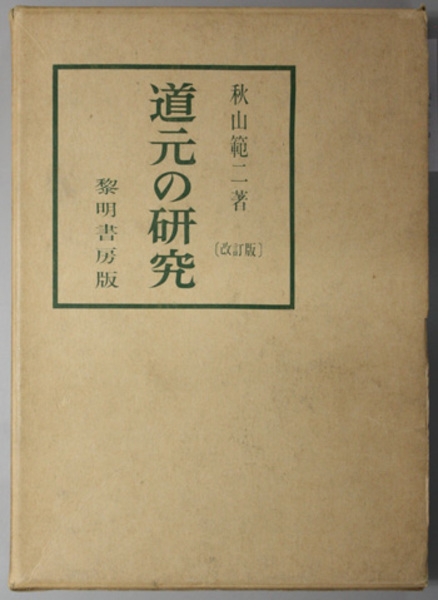 秋山範二著
〔改訂版〕
道元の研究
黎明書房版